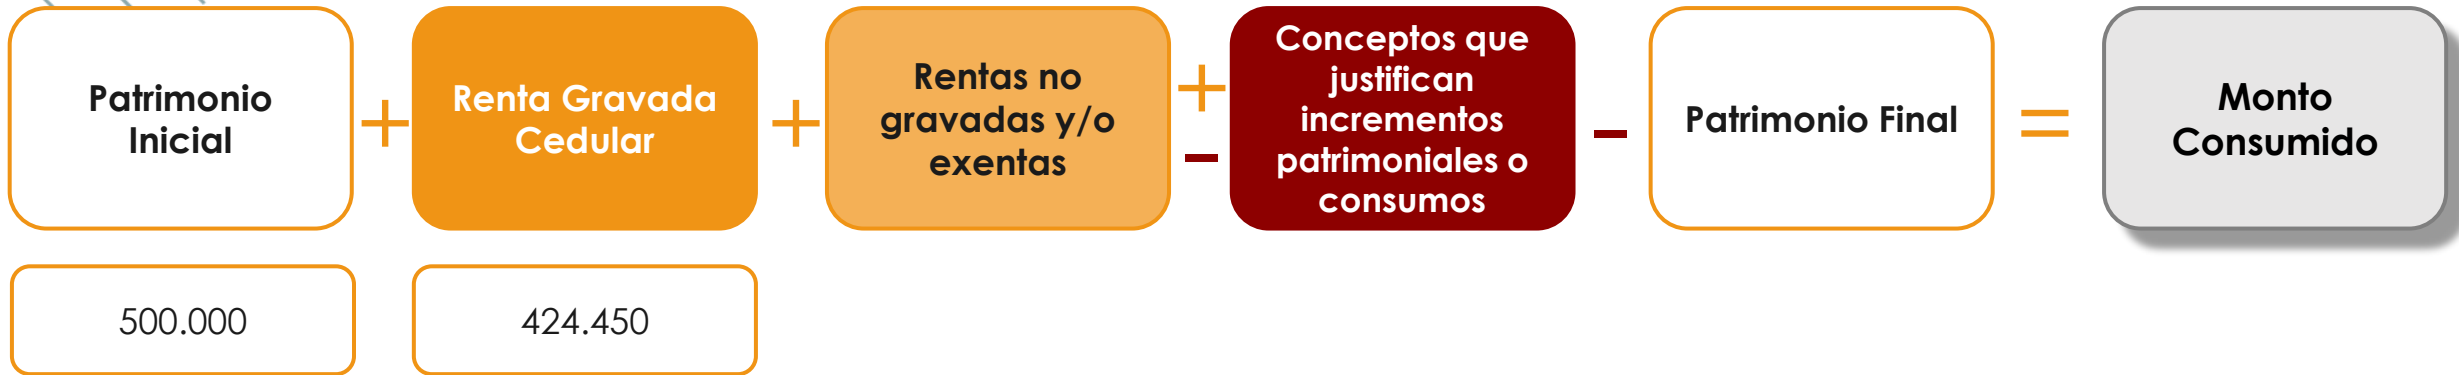 Patrimonio
Inicial
+
Renta Gravada
Cedular
+
Rentas no
gravadas y/o
exentas
+
-
Conceptos que
justifican
incrementos
patrimoniales o
consumos
-
Patrimonio Final
=
Monto
Consumido
500.000
424.450